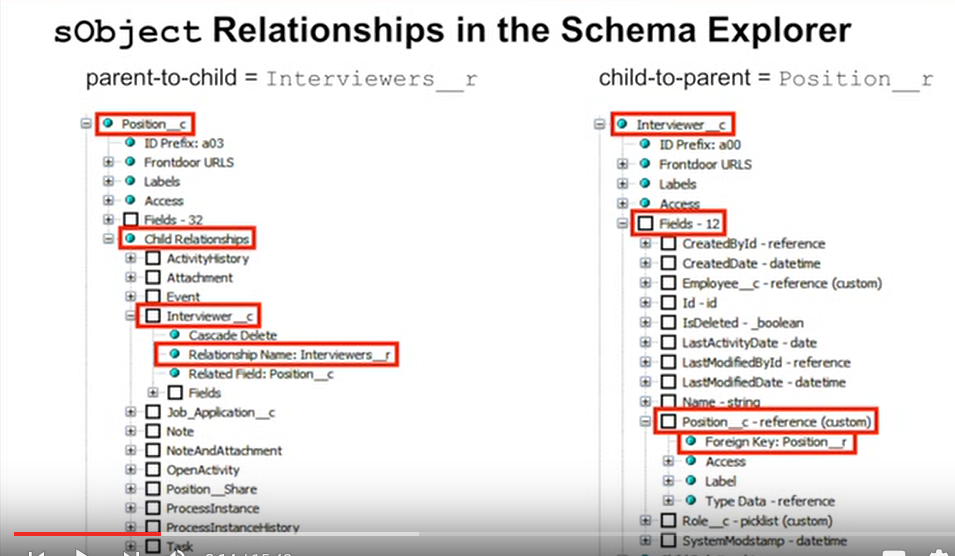 sObject Relationships in the Schema Explorer
parent-to-child = Interviewers__r
Position__c
ID Prefix: a03
Frontdoor URLS
Labels
Access
Fields - 32
Child Relationships
ActivityHistory
Attachment
Event
Interviewer__c
Cascade Delete
Relationship Name: Interviewers__r
Related Field: Position__c
Fields
Job_Application__c
Note
NoteAndAttachment
OpenActivity
Position__Share
ProcessInstance
ProcessInstanceHistory
Task
child-to-parent = Position__r
Interviewer__c
ID Prefix: a00
Frontdoor URLS
Labels
Access
Fields - 12
CreatedById - reference
CreatedDate - datetime
Employee__c - reference (custom)
Id - id
IsDeleted - _boolean
LastActivityDate - date
LastModifiedById - reference
LastModifiedDate - datetime
Name - string
Position__c - reference (custom)
Foreign Key: Position__r
Access
Label
Type Data - reference
Role__c - picklist (custom)
SystemModstamp - datetime